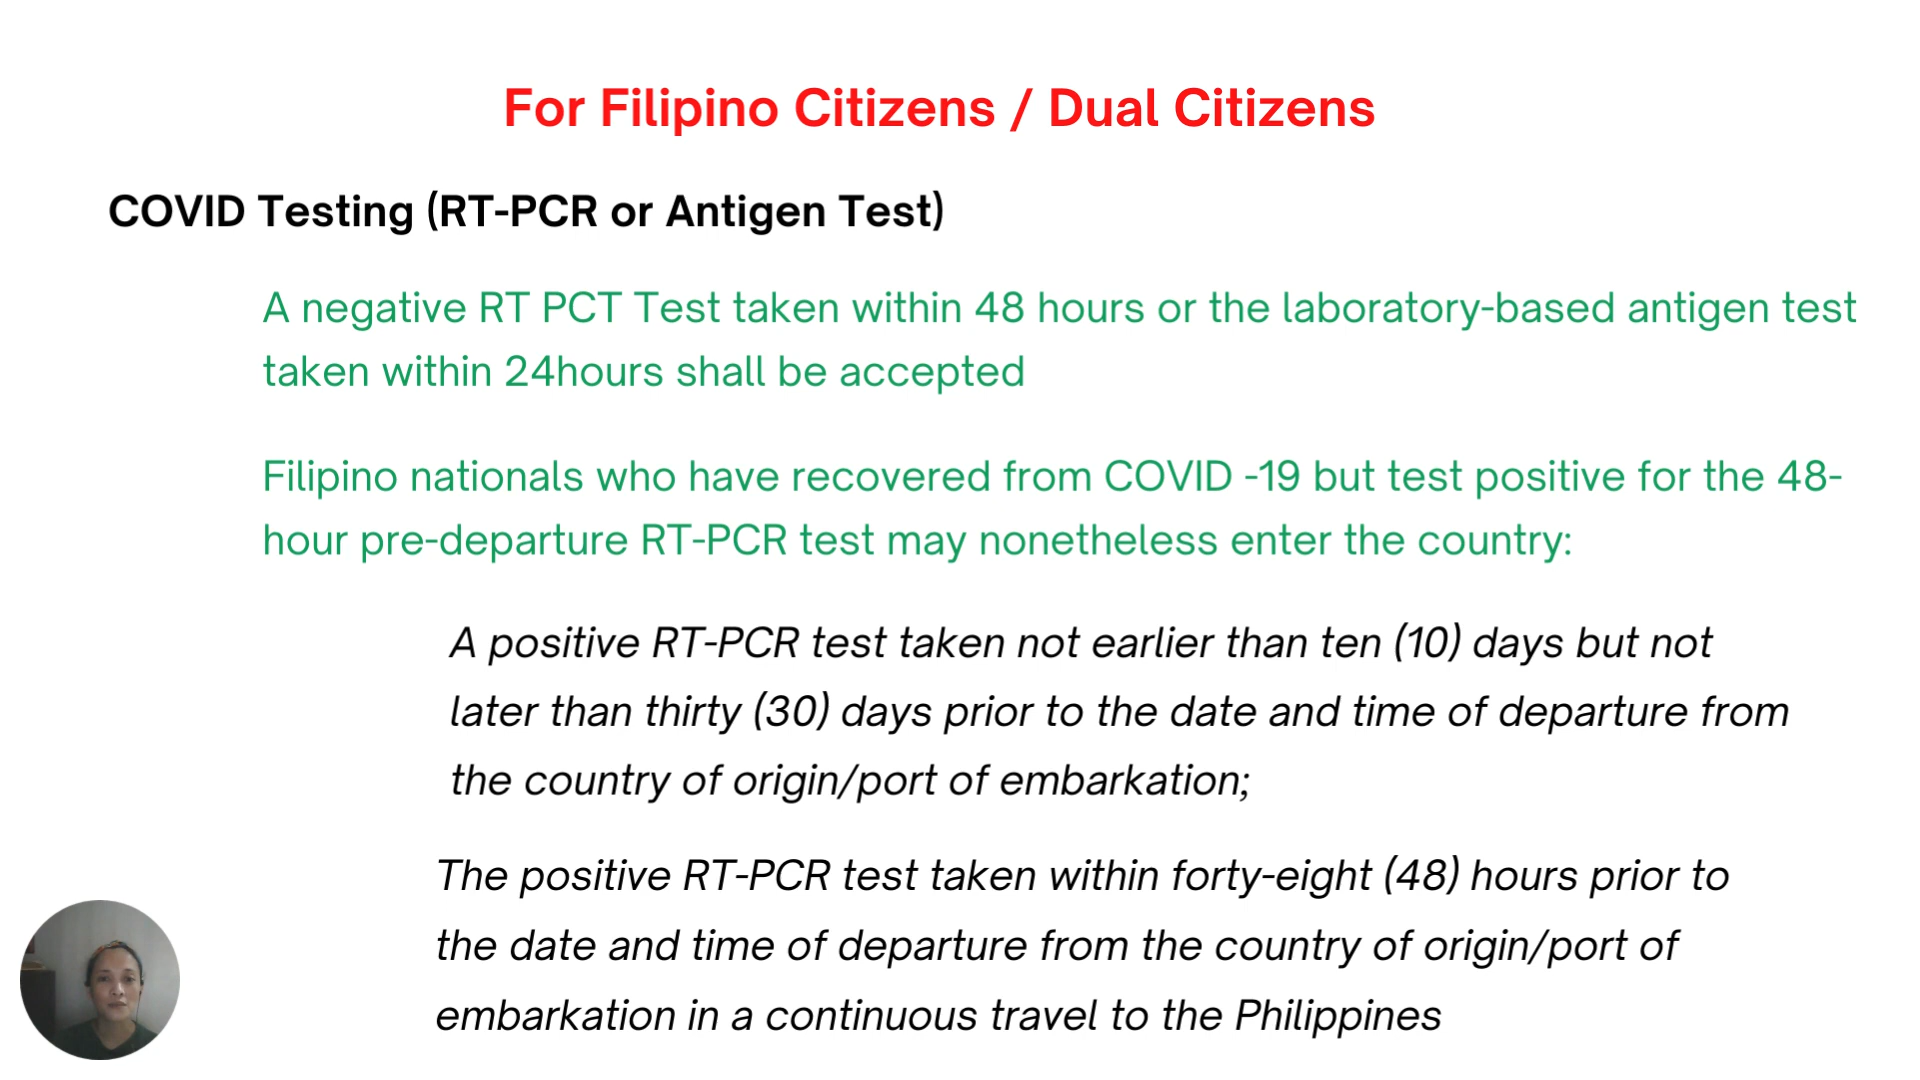 For Filipino Citizens / Dual Citizens
COVID Testing (RT-PCR or Antigen Test)
A negative RT PCT Test taken within 48 hours or the laboratory-based antigen test
taken within 24hours shall be accepted
Filipino nationals who have recovered from COVID -19 but test positive for the 48-
hour pre-departure RT-PCR test may nonetheless enter the country:
A positive RT-PCR test taken not earlier than ten (10) days but not
later than thirty (30) days prior to the date and time of departure from
the country of origin/port of embarkation;
The positive RT-PCR test taken within forty-eight (48) hours prior to
the date and time of departure from the country of origin/port of
embarkation in a continuous travel to the Philippines